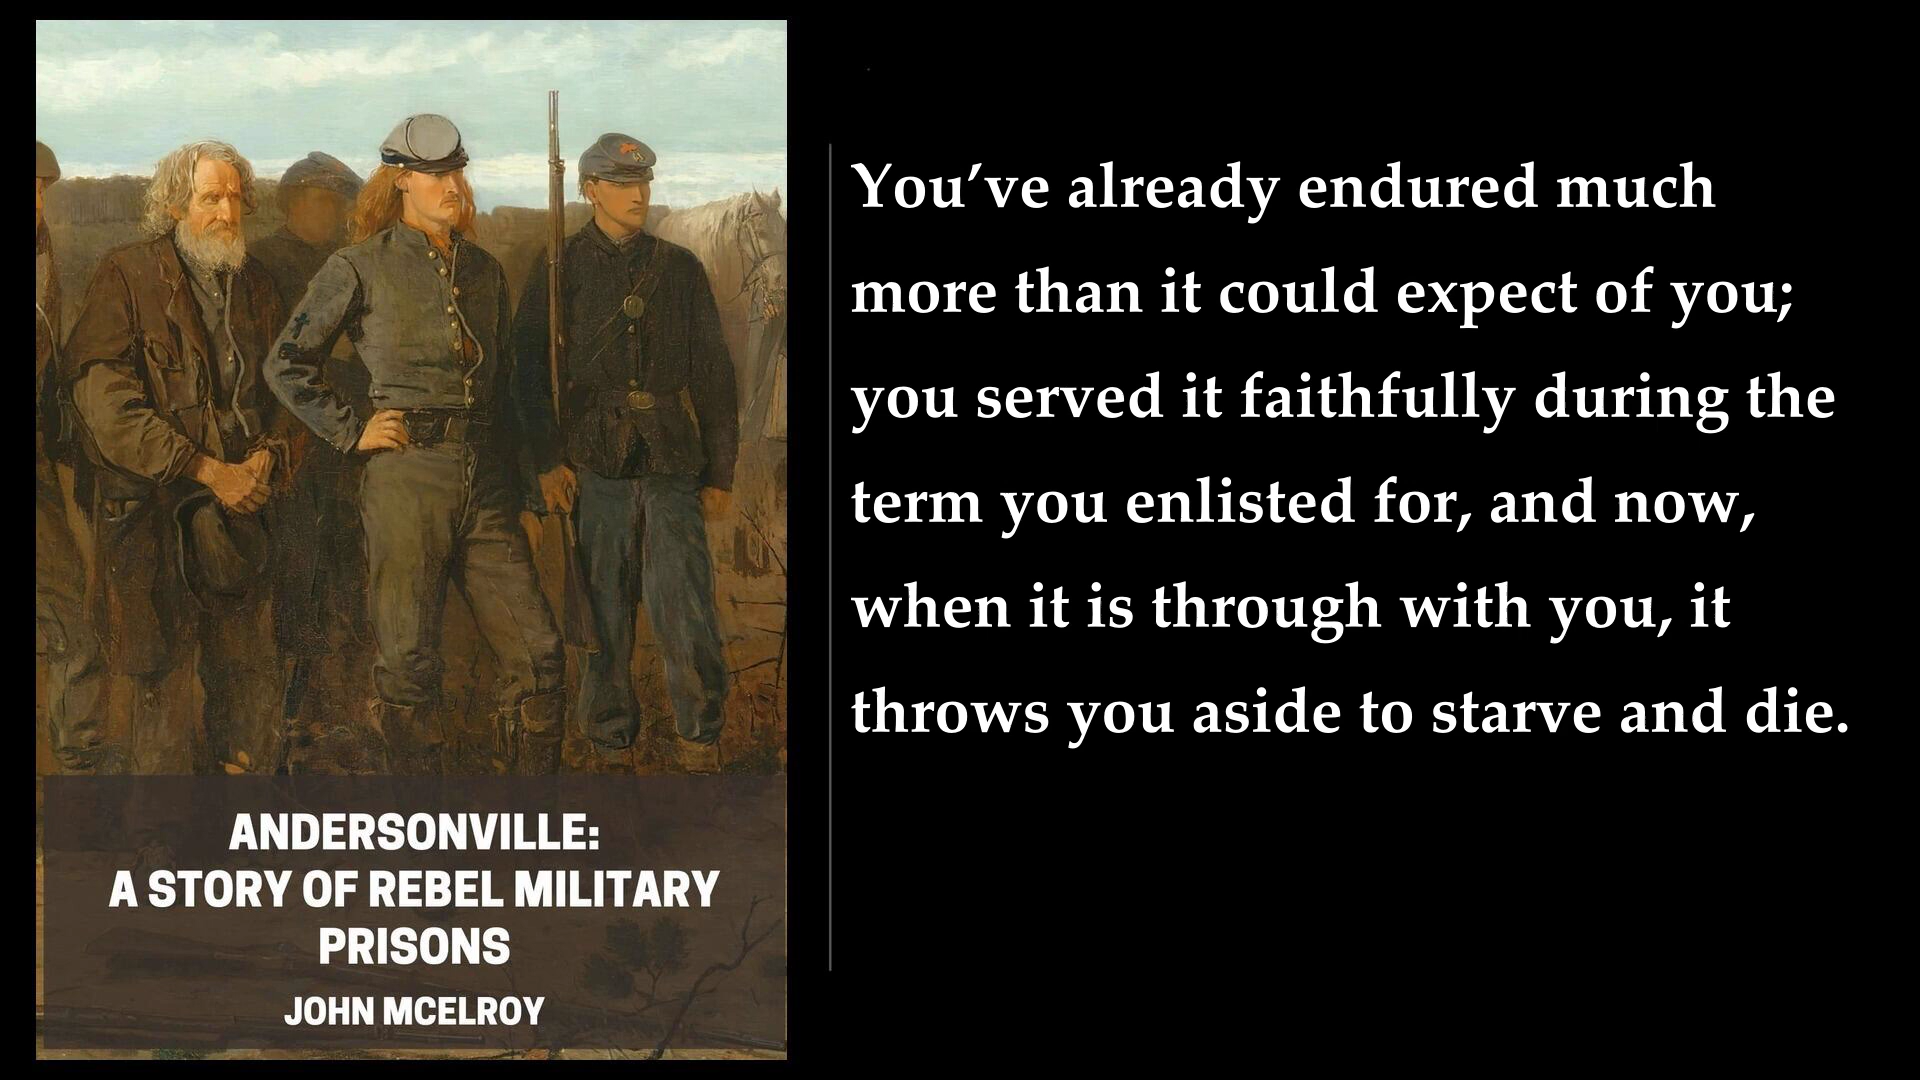 You’ve already endured much
more than it could expect of you;
you served it faithfully during the
term you enlisted for, and now,
when it is through with you, it
throws you aside to starve and die.
ANDERSONVILLE:
A STORY OF REBEL MILITARY
PRISONS
JOHN MCELROY